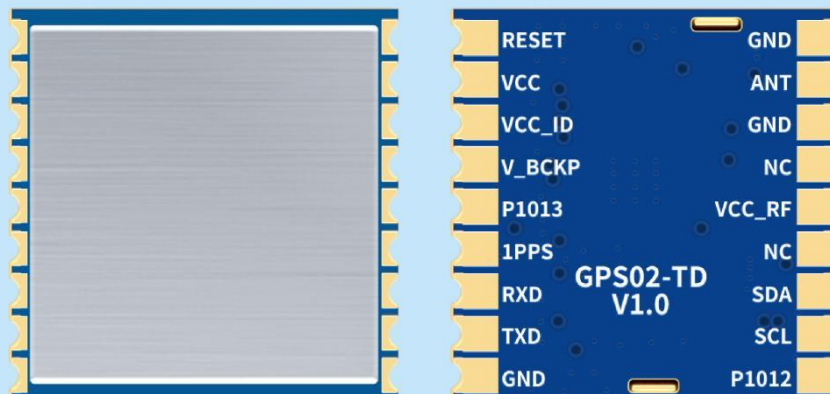 RESET GND
VCC ANT
VCC_ID GND
V_BCKP NC
P1013 VCC_RF
1PPS NC
GPS02-TD
RXD SDA
V1.0
TXD SCL
GND P1012